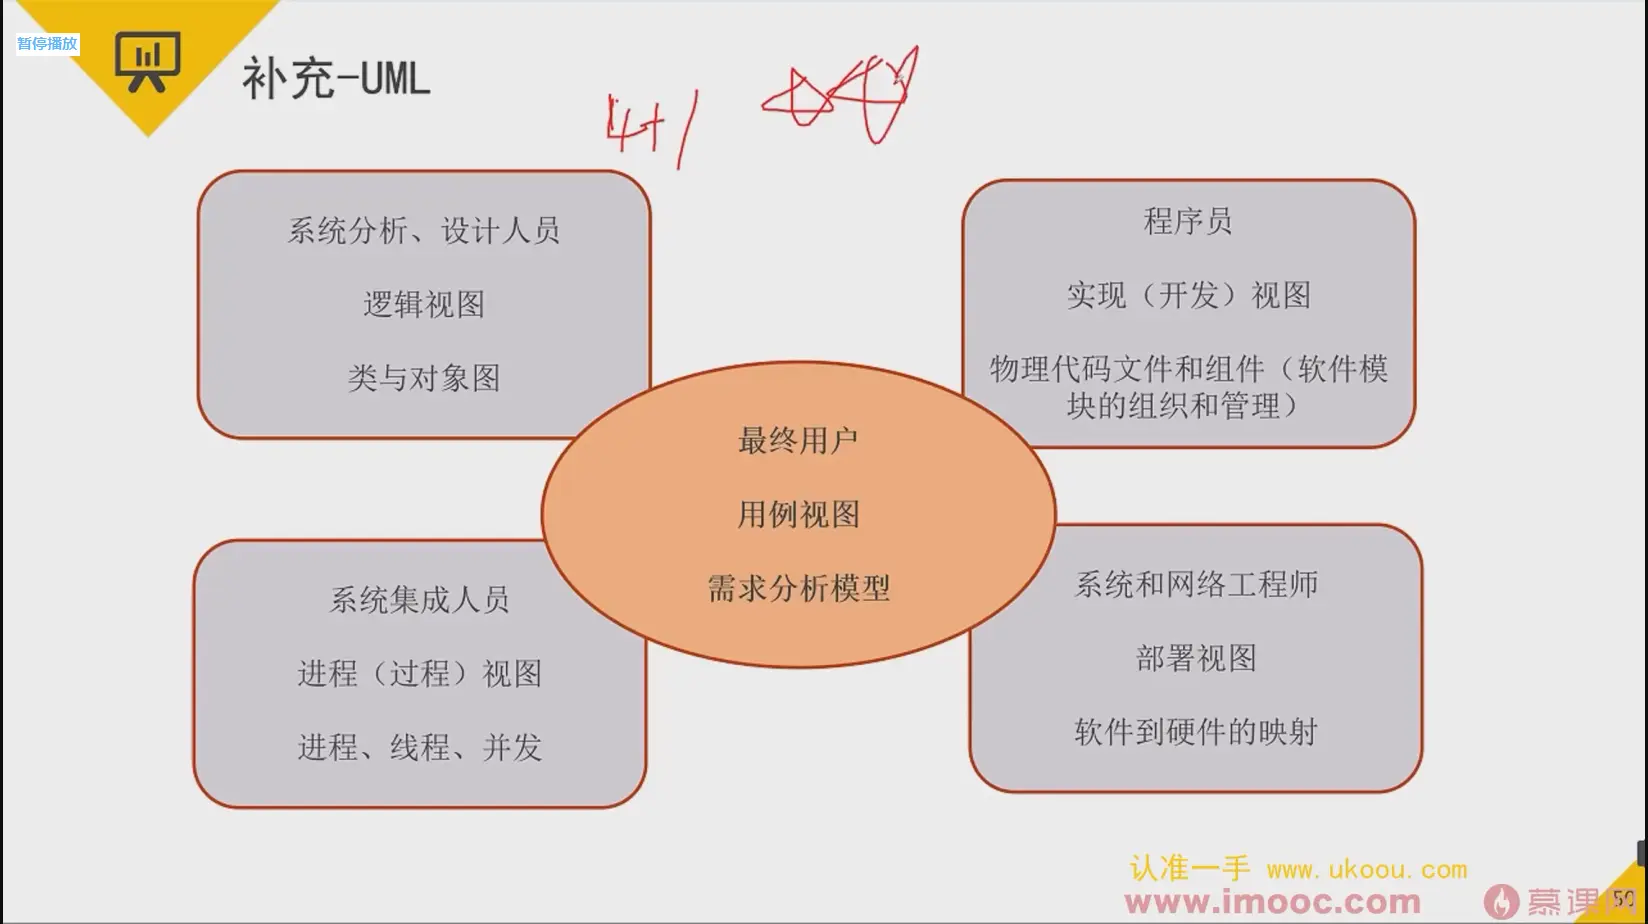 暂停播放
补充-UML
4+1
系统分析、设计人员
逻辑视图
类与对象图
程序员
实现（开发）视图
物理代码文件和组件（软件模
块的组织和管理）
最终用户
用例视图
需求分析模型
系统集成人员
进程（过程）视图
进程、线程、并发
系统和网络工程师
部署视图
软件到硬件的映射
认准一手 www.ukoou.com
www.imooc.com
慕课网
50